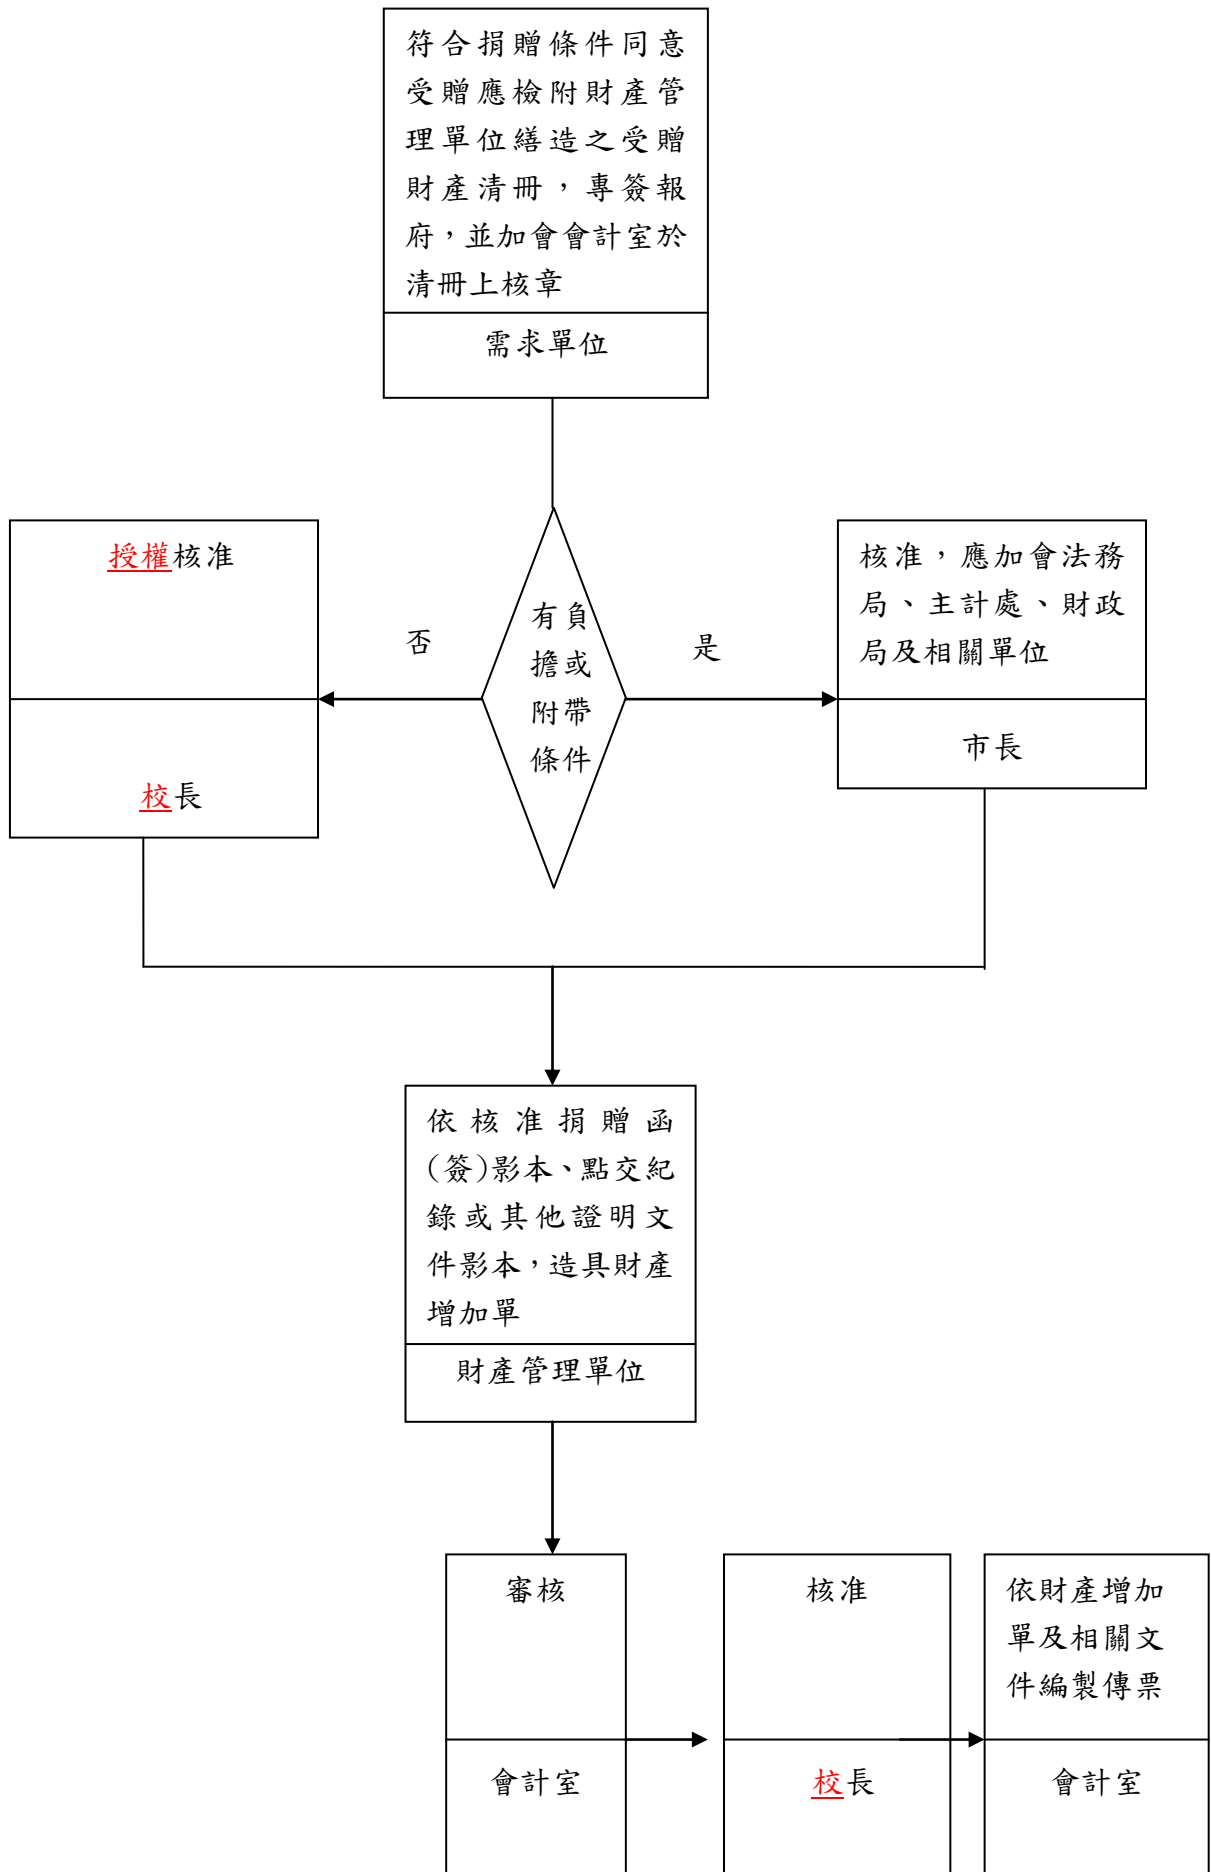 符合捐贈條件同意
受贈應檢附財產管
理單位繕造之受贈
財產清冊，專簽報
府，並加會會計室於
清冊上核章
需求單位
授權核准
校長
否
有負
擔或
附帶
條件
是
核准，應加會法務
局、主計處、財政
局及相關單位
市長
依核准捐贈函
(簽)影本、點交紀
錄或其他證明文
件影本，造具財產
增加單
財產管理單位
審核
會計室
核准
校長
依財產增加
單及相關文
件編製傳票
會計室